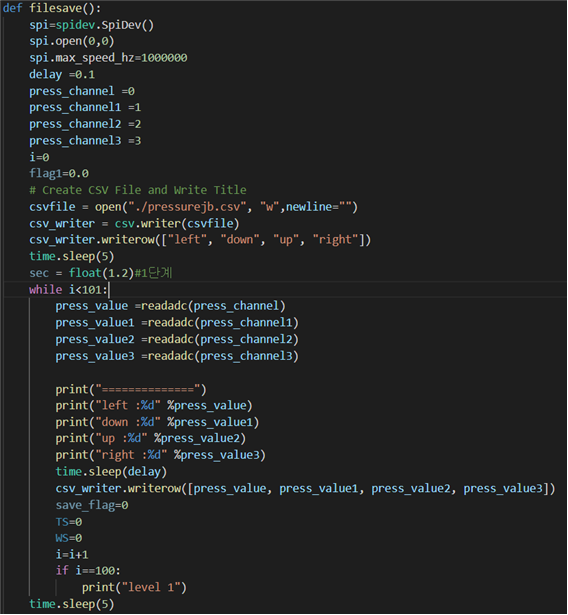 def filesave():
    spi=spidev.SpiDev()
    spi.open(0,0)
    spi.max_speed_hz=1000000
    delay =0.1
    press_channel =0
    press_channel1 =1
    press_channel2 =2
    press_channel3 =3
    i=0
    flag1=0.0
    # Create CSV File and Write Title
    csvfile = open("./pressurejb.csv", "w",newline="")
    csv_writer = csv.writer(csvfile)
    csv_writer.writerow(["left", "down", "up", "right"])
    time.sleep(5)
    sec = float(1.2)#1단계
    while i<101:
        press_value =readadc(press_channel)
        press_value1 =readadc(press_channel1)
        press_value2 =readadc(press_channel2)
        press_value3 =readadc(press_channel3)

        print("==============")
        print("left :%d" %press_value)
        print("down :%d" %press_value1)
        print("up :%d" %press_value2)
        print("right :%d" %press_value3)
        time.sleep(delay)
        csv_writer.writerow([press_value, press_value1, press_value2, press_value3])
        save_flag=0
        TS=0
        WS=0
        i=i+1
        if i==100:
            print("level 1")
    time.sleep(5)